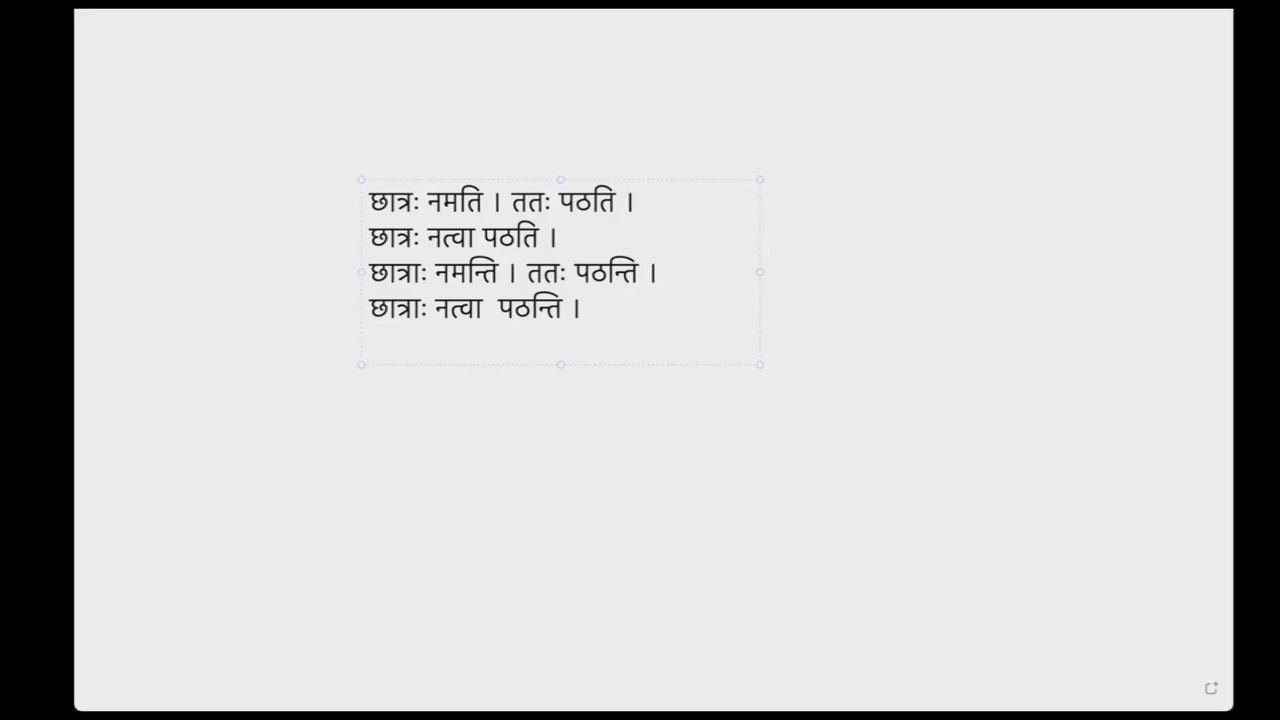 छात्रः नमति । ततः पठति ।
छात्रः नत्वा पठति ।
छात्राः नमन्ति । ततः पठन्ति ।
छात्राः नत्वा  पठन्ति ।